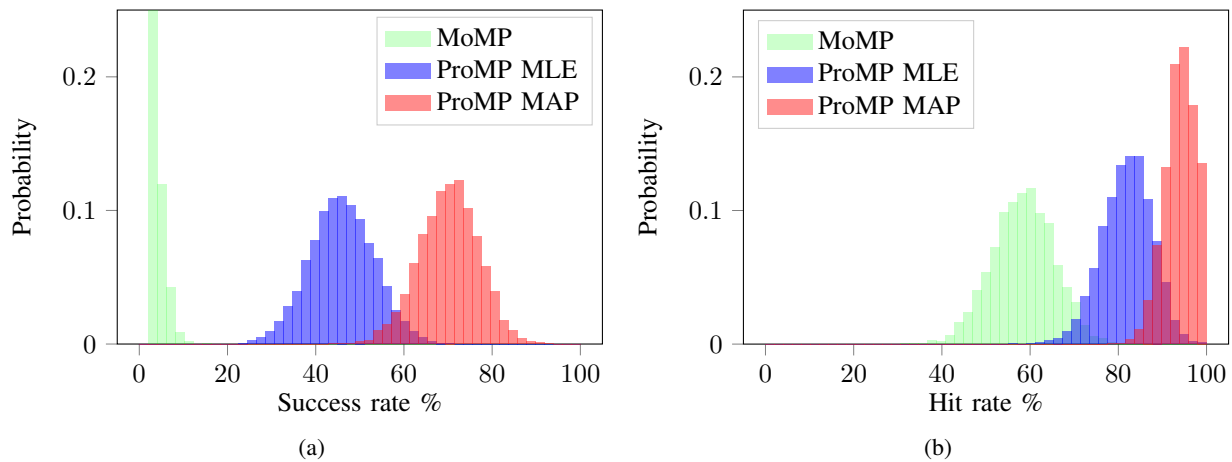 MoMP
ProMP MLE
ProMP MAP
0.2
0.1
0
Probability
0 20 40 60 80 100
Success rate %
(a)
MoMP
ProMP MLE
ProMP MAP
0.2
0.1
0
Probability
0 20 40 60 80 100
Hit rate %
(b)